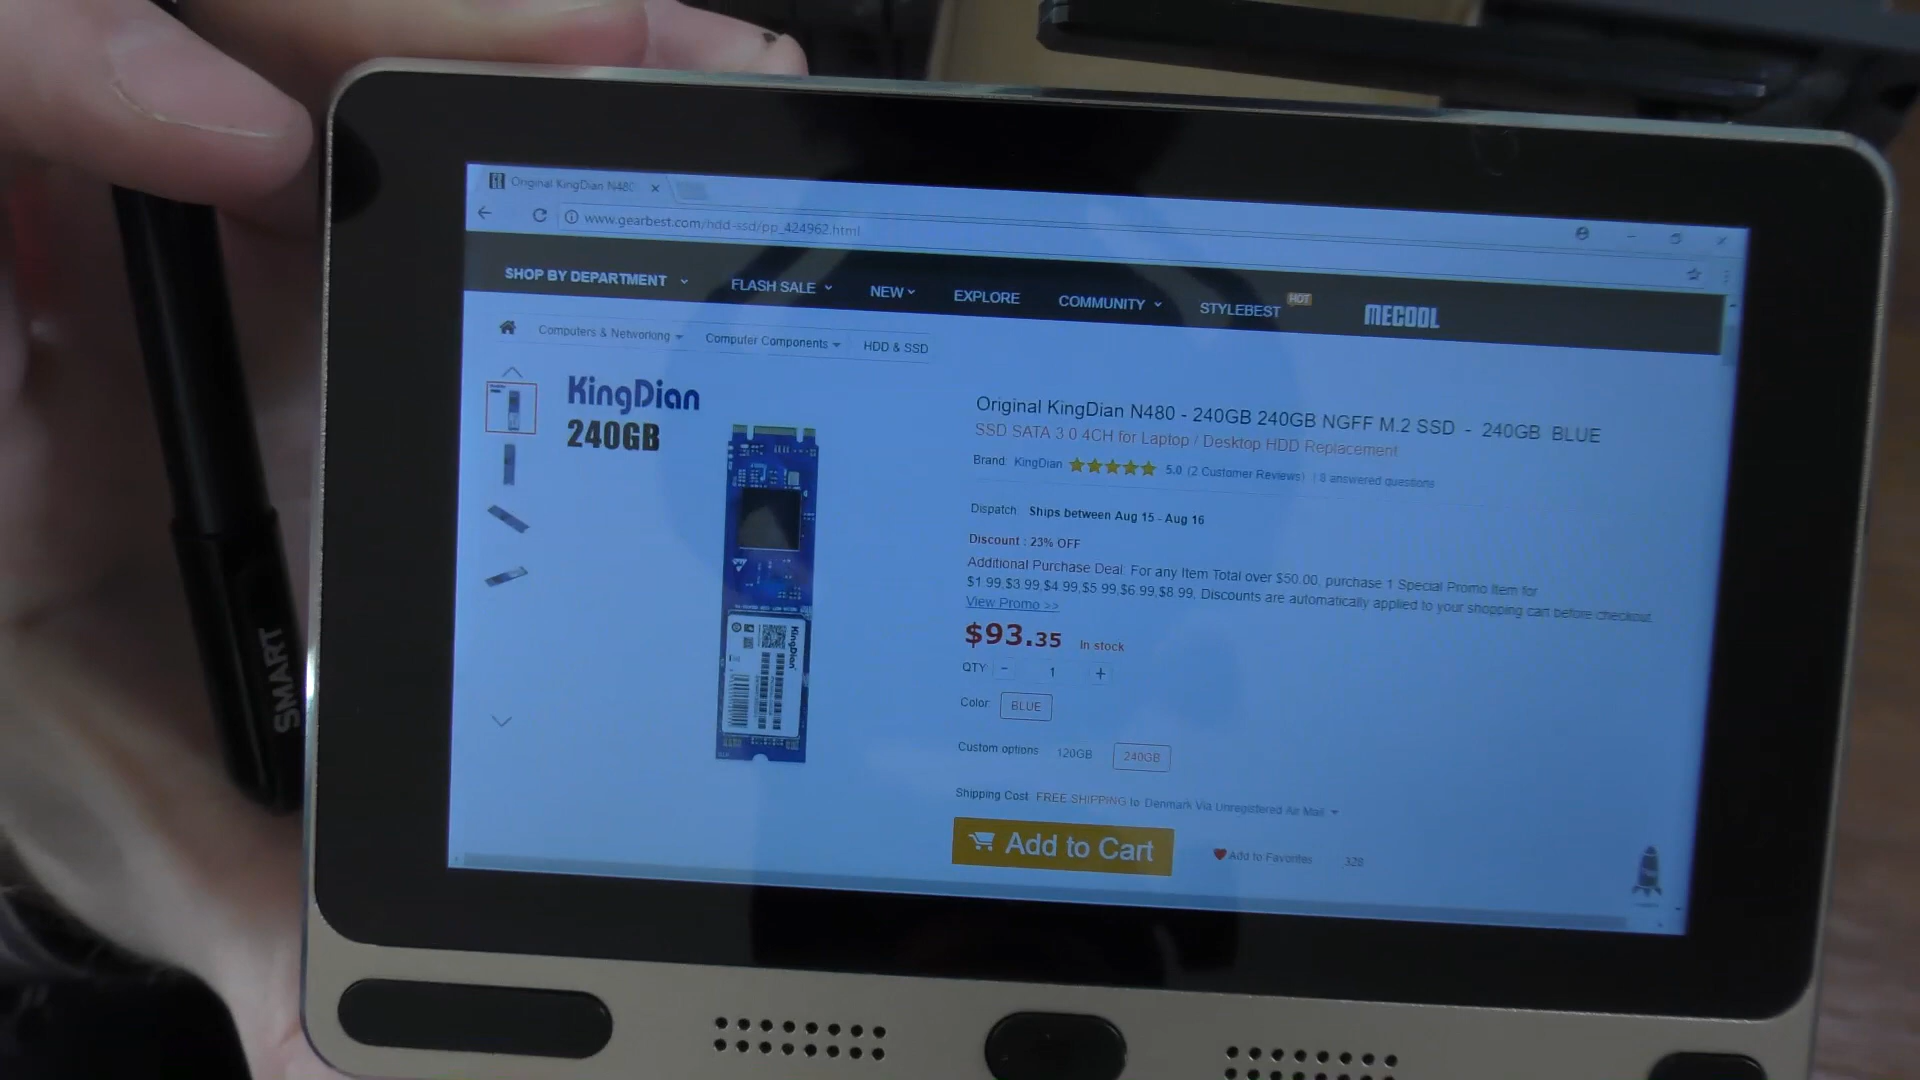 Original KingDian N480
www.gearbest.com/hdd-ssd/pp_424962.html
SHOP BY DEPARTMENT FLASH SALE NEW EXPLORE COMMUNITY STYLEBEST HOT MECOOL
Computers & Networking Computer Components HDD & SSD
KingDian
240GB
KingDian
Original KingDian N480 - 240GB 240GB NGFF M.2 SSD - 240GB BLUE
SSD SATA 3 0 4CH for Laptop / Desktop HDD Replacement
Brand KingDian 5.0 (2 Customer Reviews) | 8 answered questions
Dispatch Ships between Aug 15 - Aug 16
Discount : 23% OFF
Additional Purchase Deal For any Item Total over $50.00, purchase 1 Special Promo Item for
$1.99,$3.99,$4.99,$5.99,$6.99,$8.99, Discounts are automatically applied to your shopping cart before checkout.
View Promo >>
$93.35 In stock
QTY - 1 +
Color: BLUE
Custom options 120GB 240GB
Shipping Cost FREE SHIPPING to Denmark Via Unregistered Air Mail
Add to Cart Add to Favorites 328
SMART